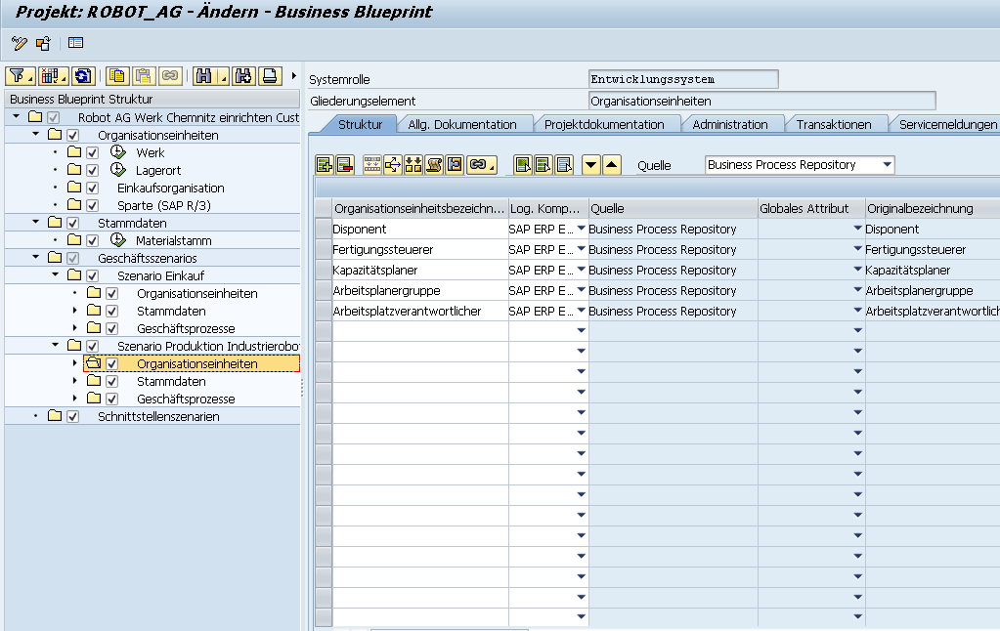 Projekt: ROBOT_AG - Ändern - Business Blueprint
Business Blueprint Struktur
Robot AG Werk Chemnitz einrichten Cust
Organisationseinheiten
Werk
Lagerort
Einkaufsorganisation
Sparte (SAP R/3)
Stammdaten
Materialstamm
Geschäftsszenarios
Szenario Einkauf
Organisationseinheiten
Stammdaten
Geschäftsprozesse
Szenario Produktion Industrierobo
Organisationseinheiten
Stammdaten
Geschäftsprozesse
Schnittstellenszenarien
Systemrolle Entwicklungssystem
Gliederungselement Organisationseinheiten
Struktur Allg. Dokumentation Projektdokumentation Administration Transaktionen Servicemeldungen
Quelle Business Process Repository
Organisationseinheitsbezeichn... Log. Komp... Quelle Globales Attribut Originalbezeichnung
Disponent SAP ERP E... Business Process Repository Disponent
Fertigungssteuerer SAP ERP E... Business Process Repository Fertigungssteuerer
Kapazitätsplaner SAP ERP E... Business Process Repository Kapazitätsplaner
Arbeitsplanergruppe SAP ERP E... Business Process Repository Arbeitsplanergruppe
Arbeitsplatzverantwortlicher SAP ERP E... Business Process Repository Arbeitsplatzverantwortlich